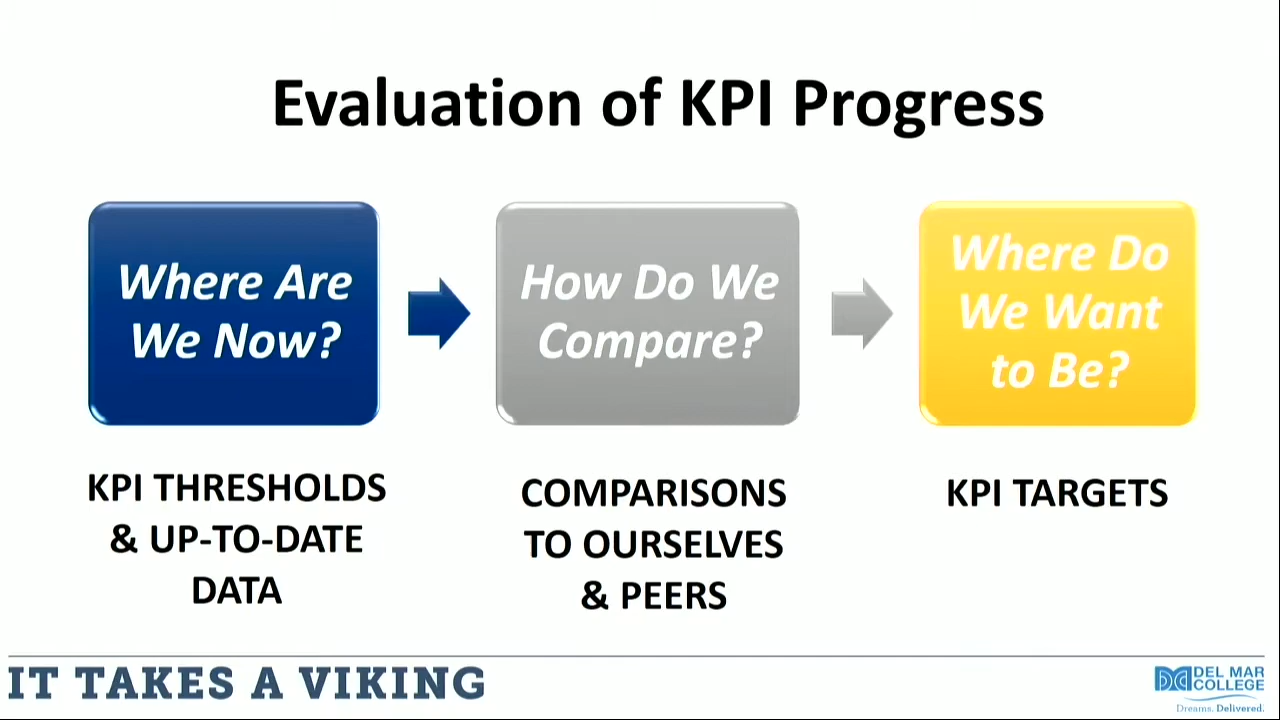 Evaluation of KPI Progress
Where Are
We Now?
How Do We
Compare?
Where Do
We Want
to Be?
KPI THRESHOLDS
& UP-TO-DATE
DATA
COMPARISONS
TO OURSELVES
& PEERS
KPI TARGETS
IT TAKES A VIKING
DEL MAR
COLLEGE
Dreams. Delivered.